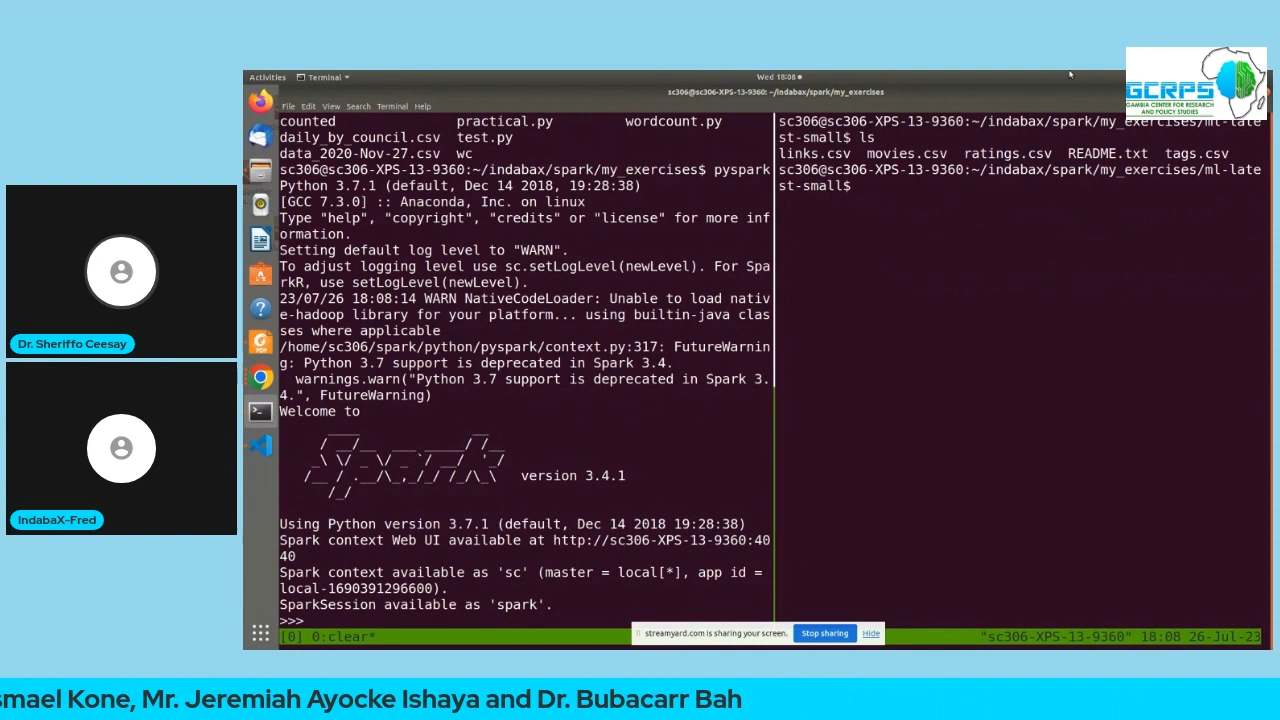 Activities Terminal Wed 18:08
sc306@sc306-XPS-13-9360: ~/indabax/spark/my_exercises
File Edit View Search Terminal Help
counted practical.py wordcount.py
daily_by_council.csv test.py
data_2020-Nov-27.csv wc
sc306@sc306-XPS-13-9360:~/indabax/spark/my_exercises$ pyspark
Python 3.7.1 (default, Dec 14 2018, 19:28:38)
[GCC 7.3.0] :: Anaconda, Inc. on linux
Type "help", "copyright", "credits" or "license" for more inf
ormation.
Setting default log level to "WARN".
To adjust logging level use sc.setLogLevel(newLevel). For Spa
rkR, use setLogLevel(newLevel).
23/07/26 18:08:14 WARN NativeCodeLoader: Unable to load nativ
e-hadoop library for your platform... using builtin-java clas
ses where applicable
/home/sc306/spark/python/pyspark/context.py:317: FutureWarnin
g: Python 3.7 support is deprecated in Spark 3.4.
warnings.warn("Python 3.7 support is deprecated in Spark 3.
4.", FutureWarning)
Welcome to
Spark version 3.4.1
Using Python version 3.7.1 (default, Dec 14 2018 19:28:38)
Spark context Web UI available at http://sc306-XPS-13-9360:40
40
Spark context available as 'sc' (master = local[*], app id =
local-1690391296600).
SparkSession available as 'spark'.
>>>
sc306@sc306-XPS-13-9360:~/indabax/spark/my_exercises/ml-late
st-small$ ls
links.csv movies.csv ratings.csv README.txt tags.csv
sc306@sc306-XPS-13-9360:~/indabax/spark/my_exercises/ml-late
st-small$
[0] 0:clear* "sc306-XPS-13-9360" 18:08 26-Jul-23
streamyard.com is sharing your screen. Stop sharing Hide
GCRPS
GAMBIA CENTER FOR RESEARCH
AND POLICY STUDIES
Dr. Sheriffo Ceesay
IndabaX-Fred
smael Kone, Mr. Jeremiah Ayocke Ishaya and Dr. Bubacarr Bah